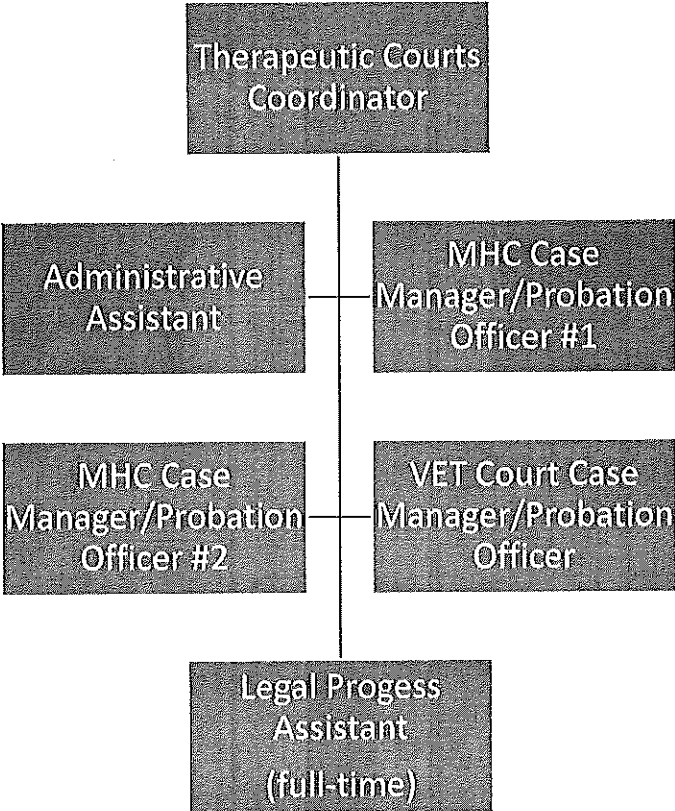 Therapeutic Courts
Coordinator
Administrative
Assistant
MHC Case
Manager/Probation
Officer #1
MHC Case
Manager/Probation
Officer #2
VET Court Case
Manager/Probation
Officer
Legal Progess
Assistant
(full-time)